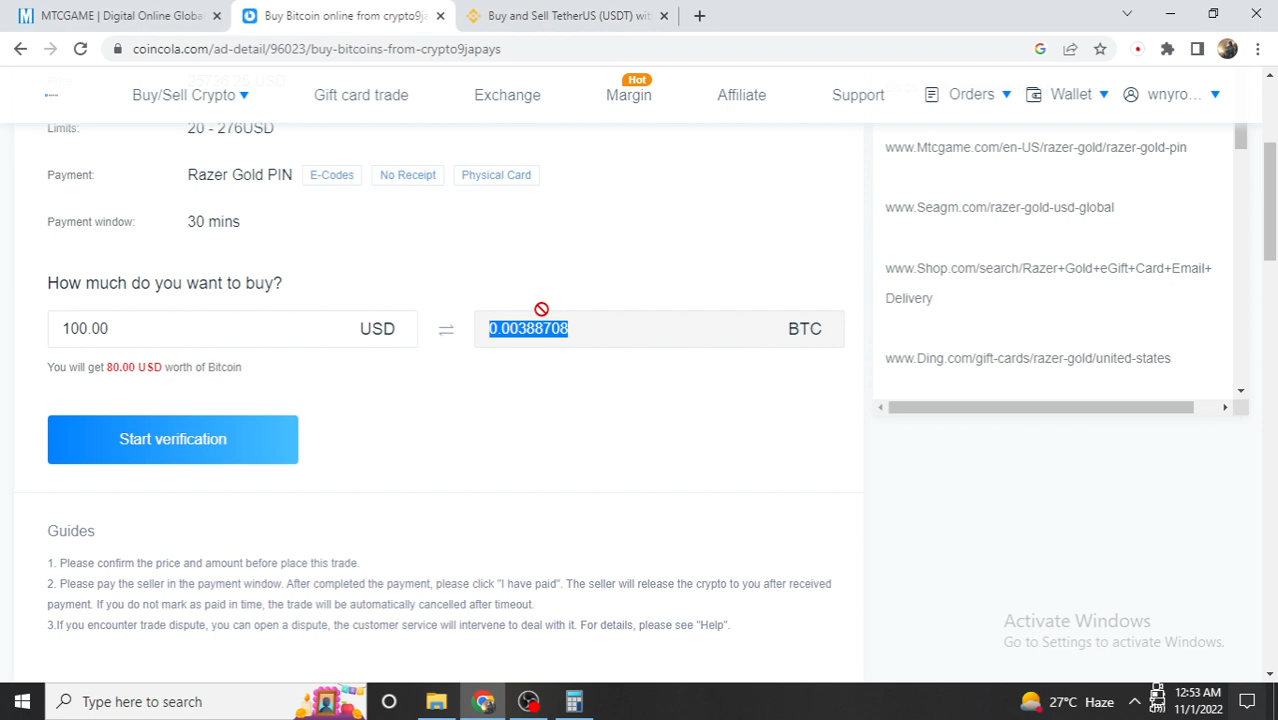 MTCGAME | Digital Online Globa
Buy Bitcoin online from crypto9ja
Buy and Sell TetherUS (USDT) wit
coincola.com/ad-detail/96023/buy-bitcoins-from-crypto9japays
Hot
Buy/Sell Crypto
Gift card trade
Exchange
Margin
Affiliate
Support
Orders
Wallet
wnyro...
25726.25 USD
Limits:
20 - 276USD
Payment:
Razer Gold PIN
E-Codes
No Receipt
Physical Card
Payment window:
30 mins
How much do you want to buy?
100.00
USD
0.00388708
BTC
You will get 80.00 USD worth of Bitcoin
Start verification
Guides
1. Please confirm the price and amount before place this trade.
2. Please pay the seller in the payment window. After completed the payment, please click "I have paid". The seller will release the crypto to you after received
payment. If you do not mark as paid in time, the trade will be automatically cancelled after timeout.
3.If you encounter trade dispute, you can open a dispute, the customer service will intervene to deal with it. For details, please see "Help".
www.Mtcgame.com/en-US/razer-gold/razer-gold-pin
www.Seagm.com/razer-gold-usd-global
www.Shop.com/search/Razer+Gold+eGift+Card+Email+
Delivery
www.Ding.com/gift-cards/razer-gold/united-states
Activate Windows
Go to Settings to activate Windows.
Type here to search
27°C Haze
12:53 AM
11/1/2022